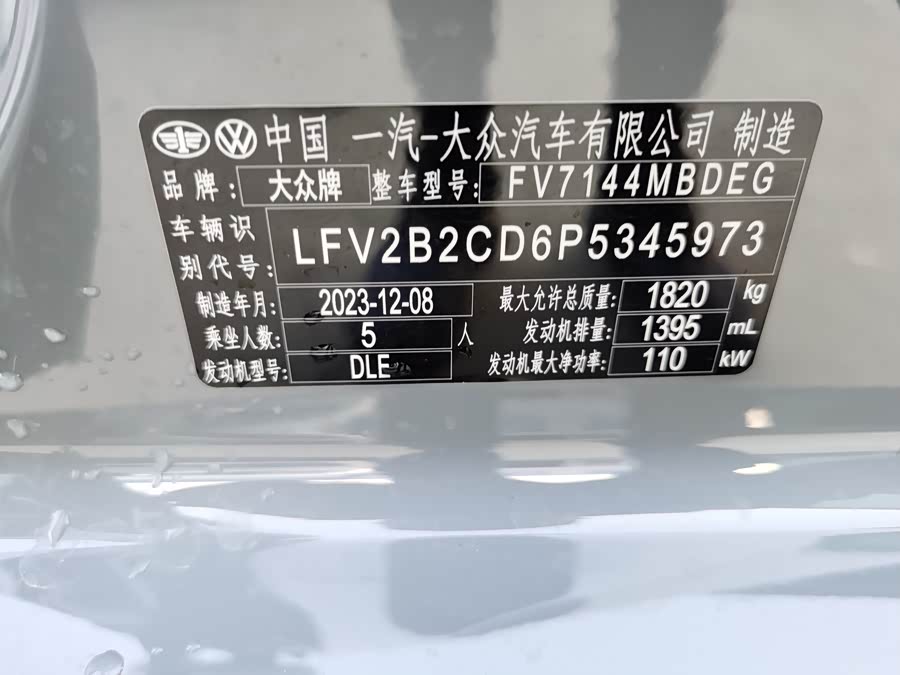 中国 一汽-大众汽车有限公司 制造
品牌: 大众牌 整车型号: FV7144MBDEG
车辆识别代号: LFV2B2CD6P5345973
制造年月: 2023-12-08 最大允许总质量: 1820 kg
乘坐人数: 5 人 发动机排量: 1395 mL
发动机型号: DLE 发动机最大净功率: 110 kW